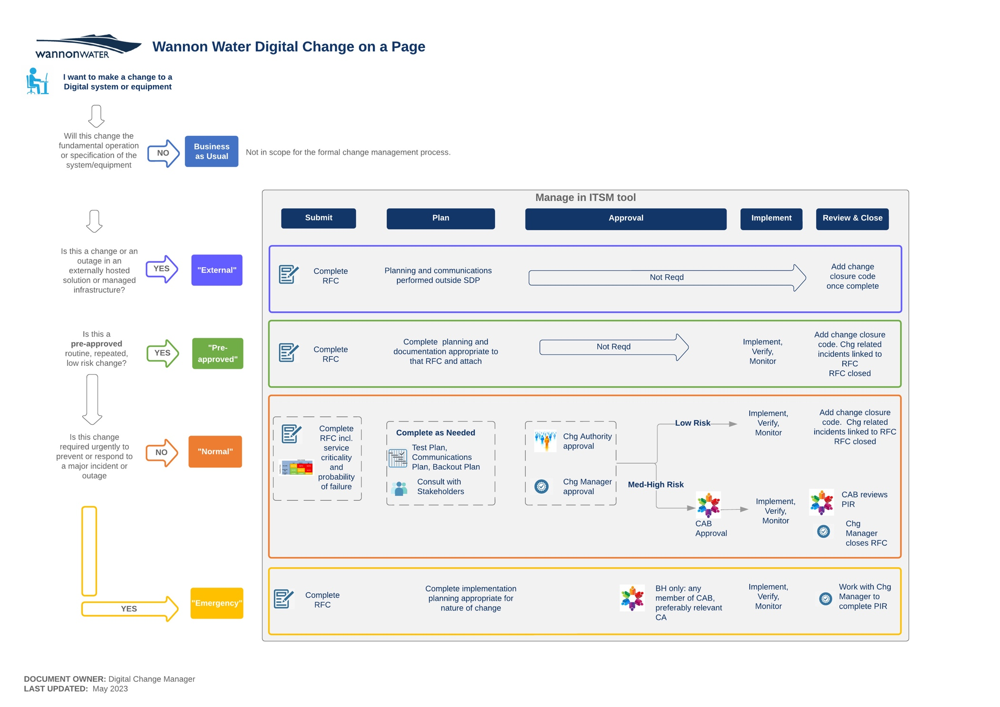 wannonWATER
Wannon Water Digital Change on a Page
I want to make a change to a
Digital system or equipment
Will this change the
fundamental operation
or specification of the
system/equipment
NO
Business
as Usual
Not in scope for the formal change management process.
Manage in ITSM tool
Submit
Plan
Approval
Implement
Review & Close
Is this a change or an
outage in an
externally hosted
solution or managed
infrastructure?
YES
"External"
Complete
RFC
Planning and communications
performed outside SDP
Not Reqd
Add change
closure code
once complete
Is this a
pre-approved
routine, repeated,
low risk change?
YES
"Pre-
approved"
Complete
RFC
Complete  planning and
documentation appropriate to
that RFC and attach
Not Reqd
Implement,
Verify,
Monitor
Add change closure
code. Chg related
incidents linked to
RFC
RFC closed
Is this change
required urgently to
prevent or respond to
a major incident or
outage
NO
"Normal"
Complete
RFC incl.
service
criticality
and
probability
of failure
Complete as Needed
Test Plan,
Communications
Plan, Backout Plan
Consult with
Stakeholders
Chg Authority
approval
Chg Manager
approval
Low Risk
Implement,
Verify,
Monitor
Add change closure
code.  Chg related
incidents linked to RFC
RFC closed
Med-High Risk
CAB
Approval
Implement,
Verify,
Monitor
CAB reviews
PIR
Chg
Manager
closes RFC
YES
"Emergency"
Complete
RFC
Complete implementation
planning appropriate for
nature of change
BH only: any
member of CAB,
preferably relevant
CA
Implement,
Verify,
Monitor
Work with Chg
Manager to
complete PIR
DOCUMENT OWNER: Digital Change Manager
LAST UPDATED:  May 2023